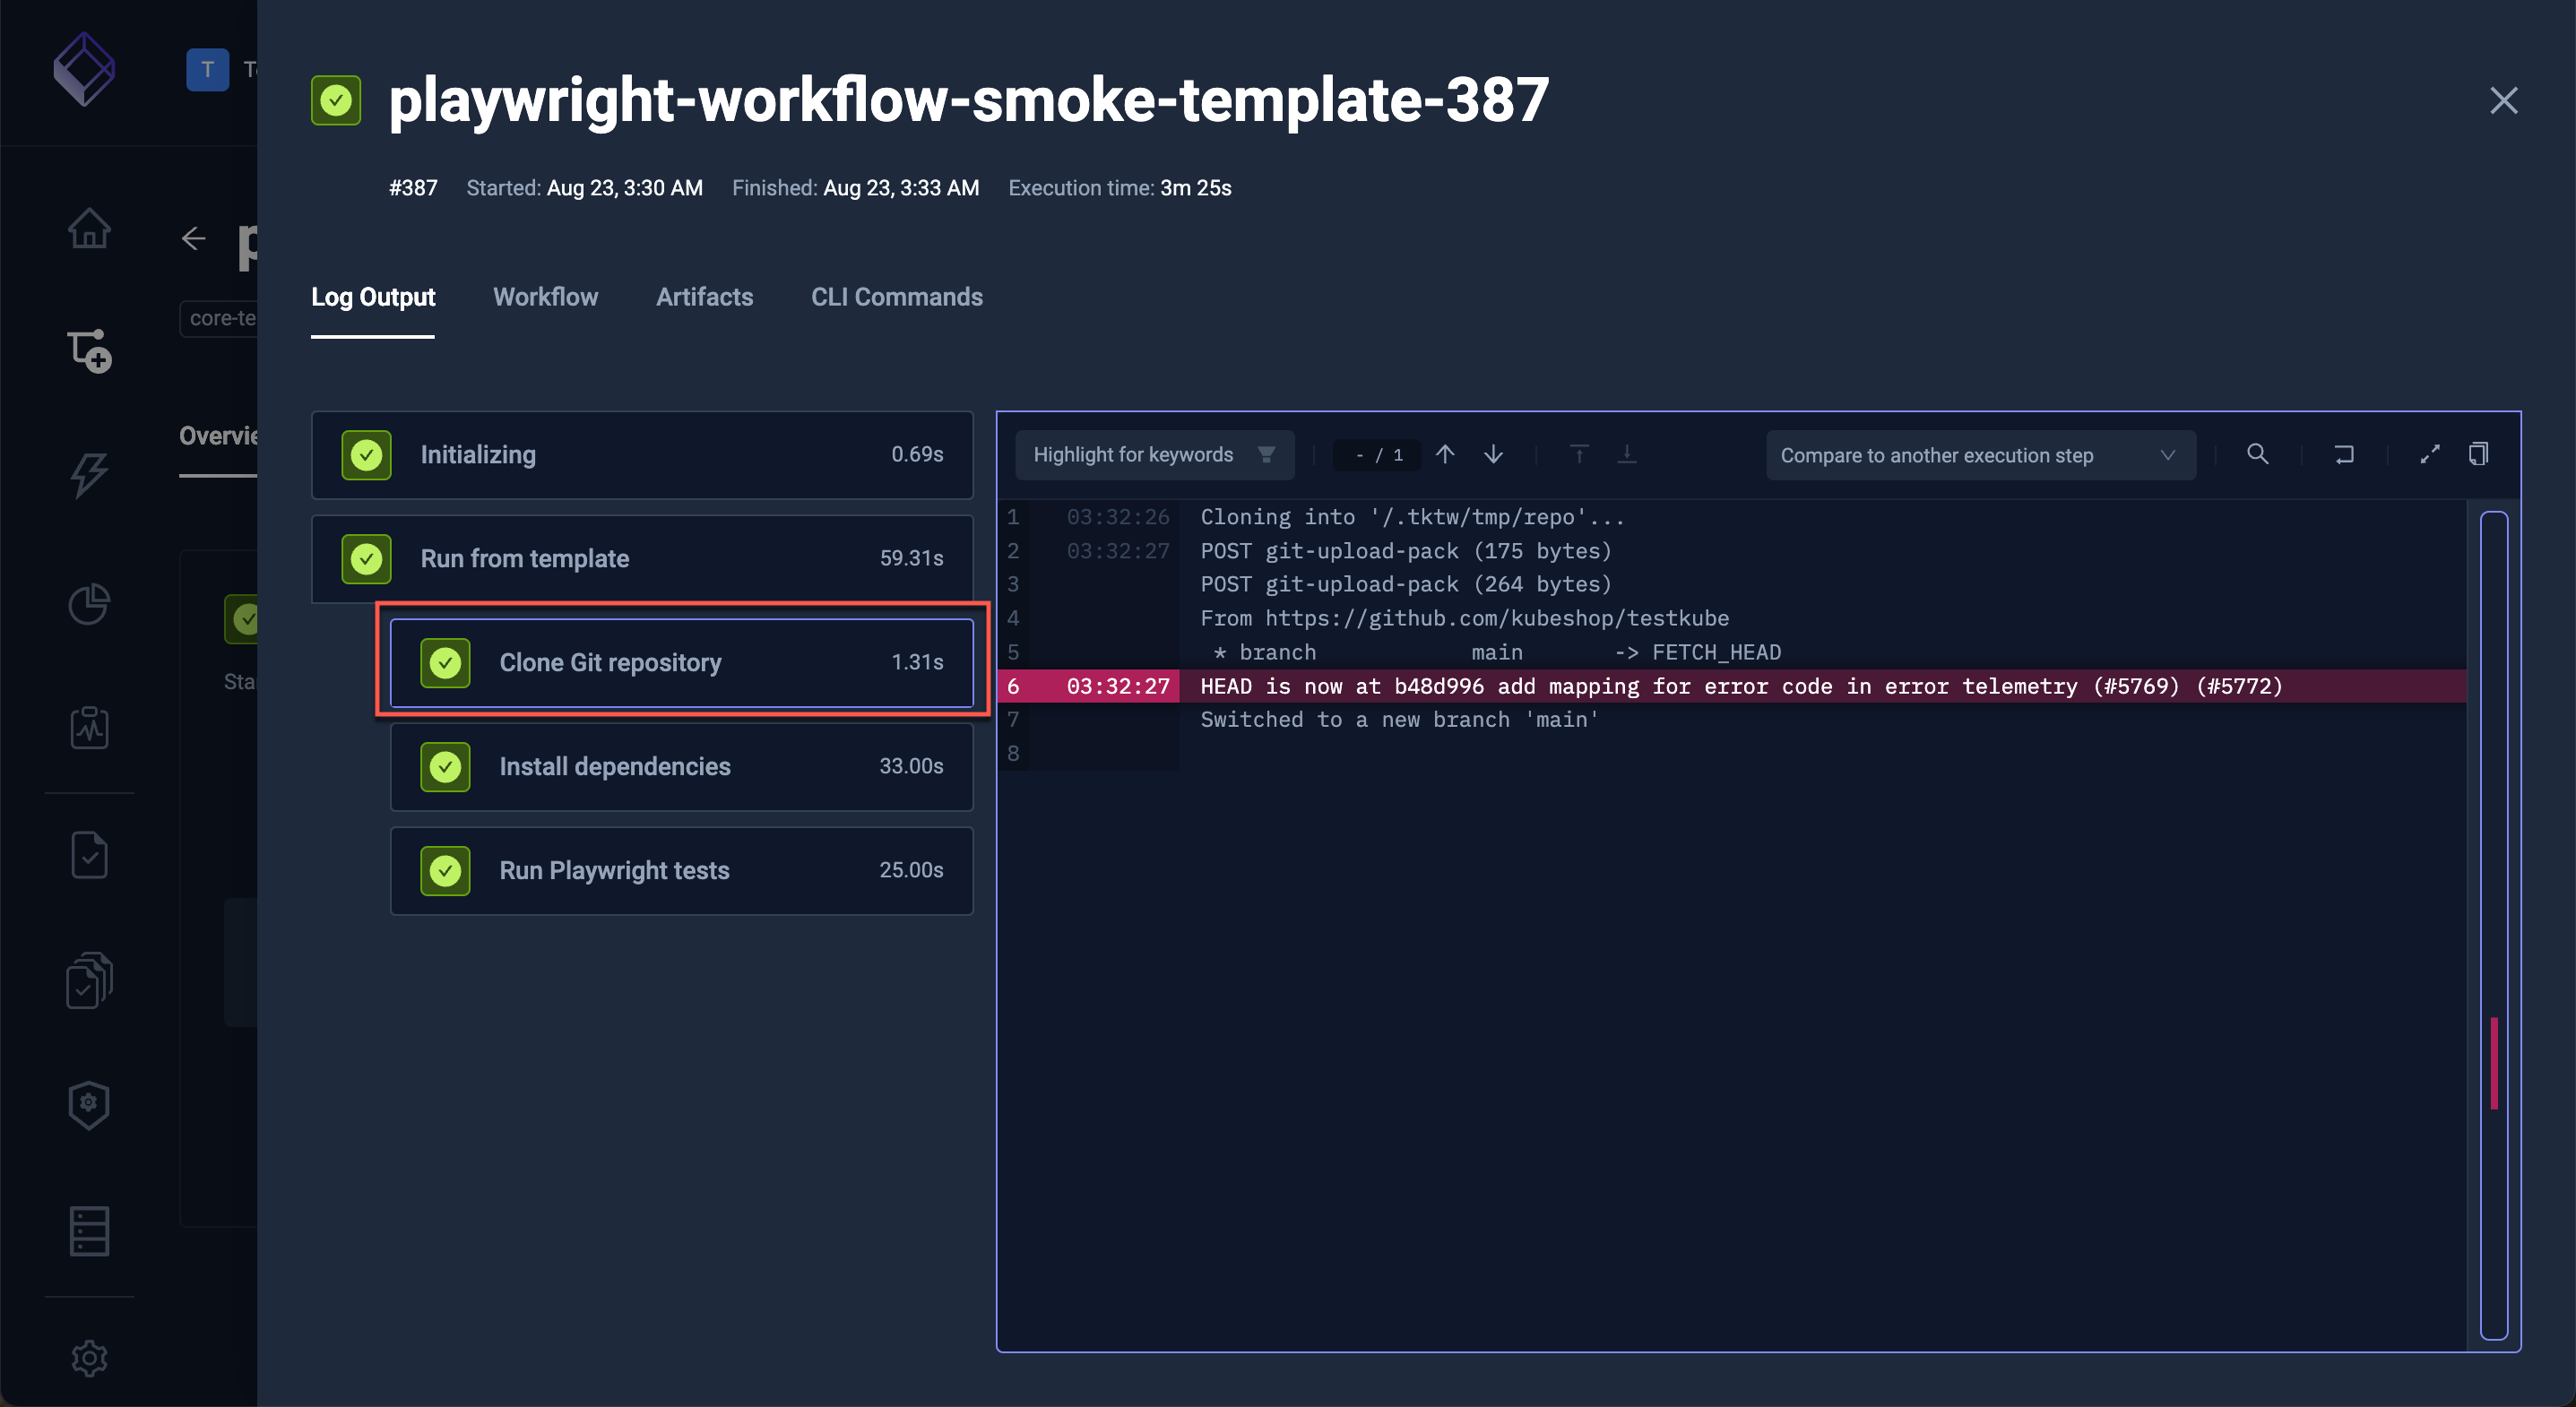 T To
playwright-workflow-smoke-template-387
#387 Started: Aug 23, 3:30 AM Finished: Aug 23, 3:33 AM Execution time: 3m 25s
p
core-te
Overvie
Sta
Log Output Workflow Artifacts CLI Commands
Initializing 0.69s
Run from template 59.31s
Clone Git repository 1.31s
Install dependencies 33.00s
Run Playwright tests 25.00s
Highlight for keywords - / 1 Compare to another execution step
1 03:32:26 Cloning into '/.tktw/tmp/repo'...
2 03:32:27 POST git-upload-pack (175 bytes)
3 POST git-upload-pack (264 bytes)
4 From https://github.com/kubeshop/testkube
5 * branch main -> FETCH_HEAD
6 03:32:27 HEAD is now at b48d996 add mapping for error code in error telemetry (#5769) (#5772)
7 Switched to a new branch 'main'
8